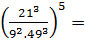 (21³/9².49³)⁵ =